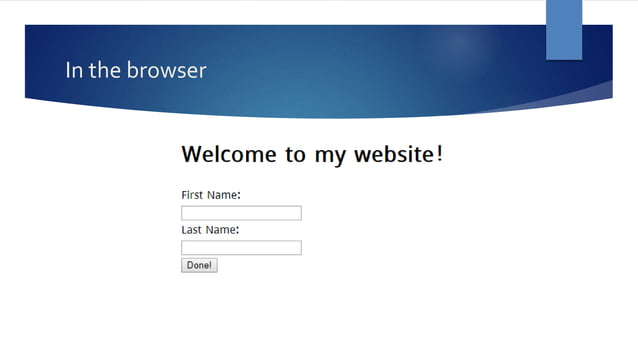 In the browser
Welcome to my website!
First Name:
Last Name:
Done!